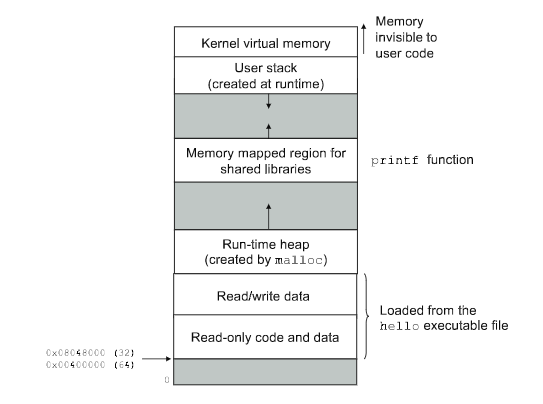 Kernel virtual memory
Memory
invisible to
user code
User stack
(created at runtime)
Memory mapped region for
shared libraries
printf function
Run-time heap
(created by malloc)
Read/write data
Loaded from the
hello executable file
Read-only code and data
0x08048000 (32)
0x00400000 (64)
0